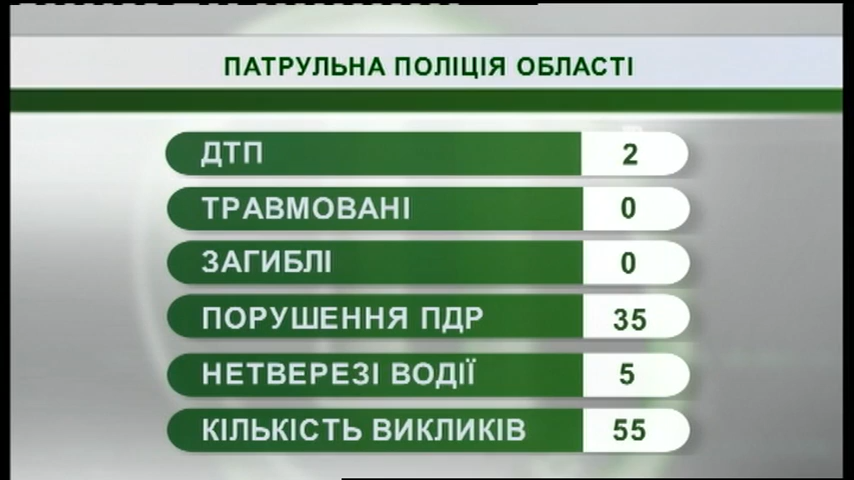 ПАТРУЛЬНА ПОЛІЦІЯ ОБЛАСТІ
ДТП 2
ТРАВМОВАНІ 0
ЗАГИБЛІ 0
ПОРУШЕННЯ ПДР 35
НЕТВЕРЕЗІ ВОДІЇ 5
КІЛЬКІСТЬ ВИКЛИКІВ 55